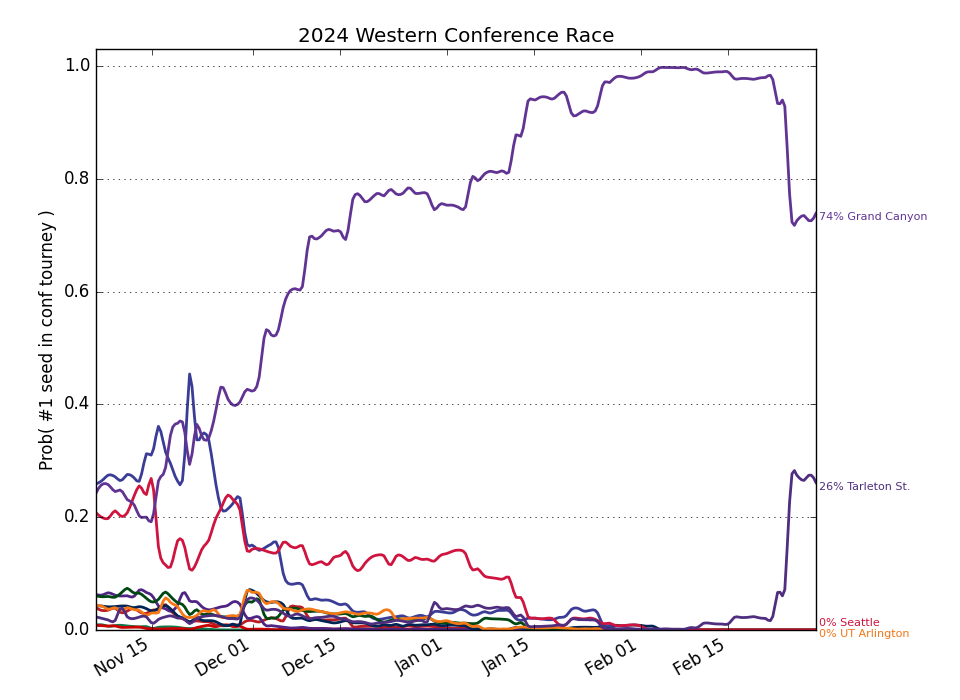 2024 Western Conference Race
Prob( #1 seed in conf tourney )
1.0
0.8
0.6
0.4
0.2
0.0
74% Grand Canyon
26% Tarleton St.
0% Seattle
0% UT Arlington
Nov 15
Dec 01
Dec 15
Jan 01
Jan 15
Feb 01
Feb 15